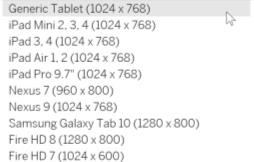 Generic Tablet (1024 x 768)
iPad Mini 2, 3, 4 (1024 x 768)
iPad 3, 4 (1024 x 768)
iPad Air 1, 2 (1024 x 768)
iPad Pro 9.7" (1024 x 768)
Nexus 7 (960 x 800)
Nexus 9 (1024 x 768)
Samsung Galaxy Tab 10 (1280 x 800)
Fire HD 8 (1280 x 800)
Fire HD 7 (1024 x 600)